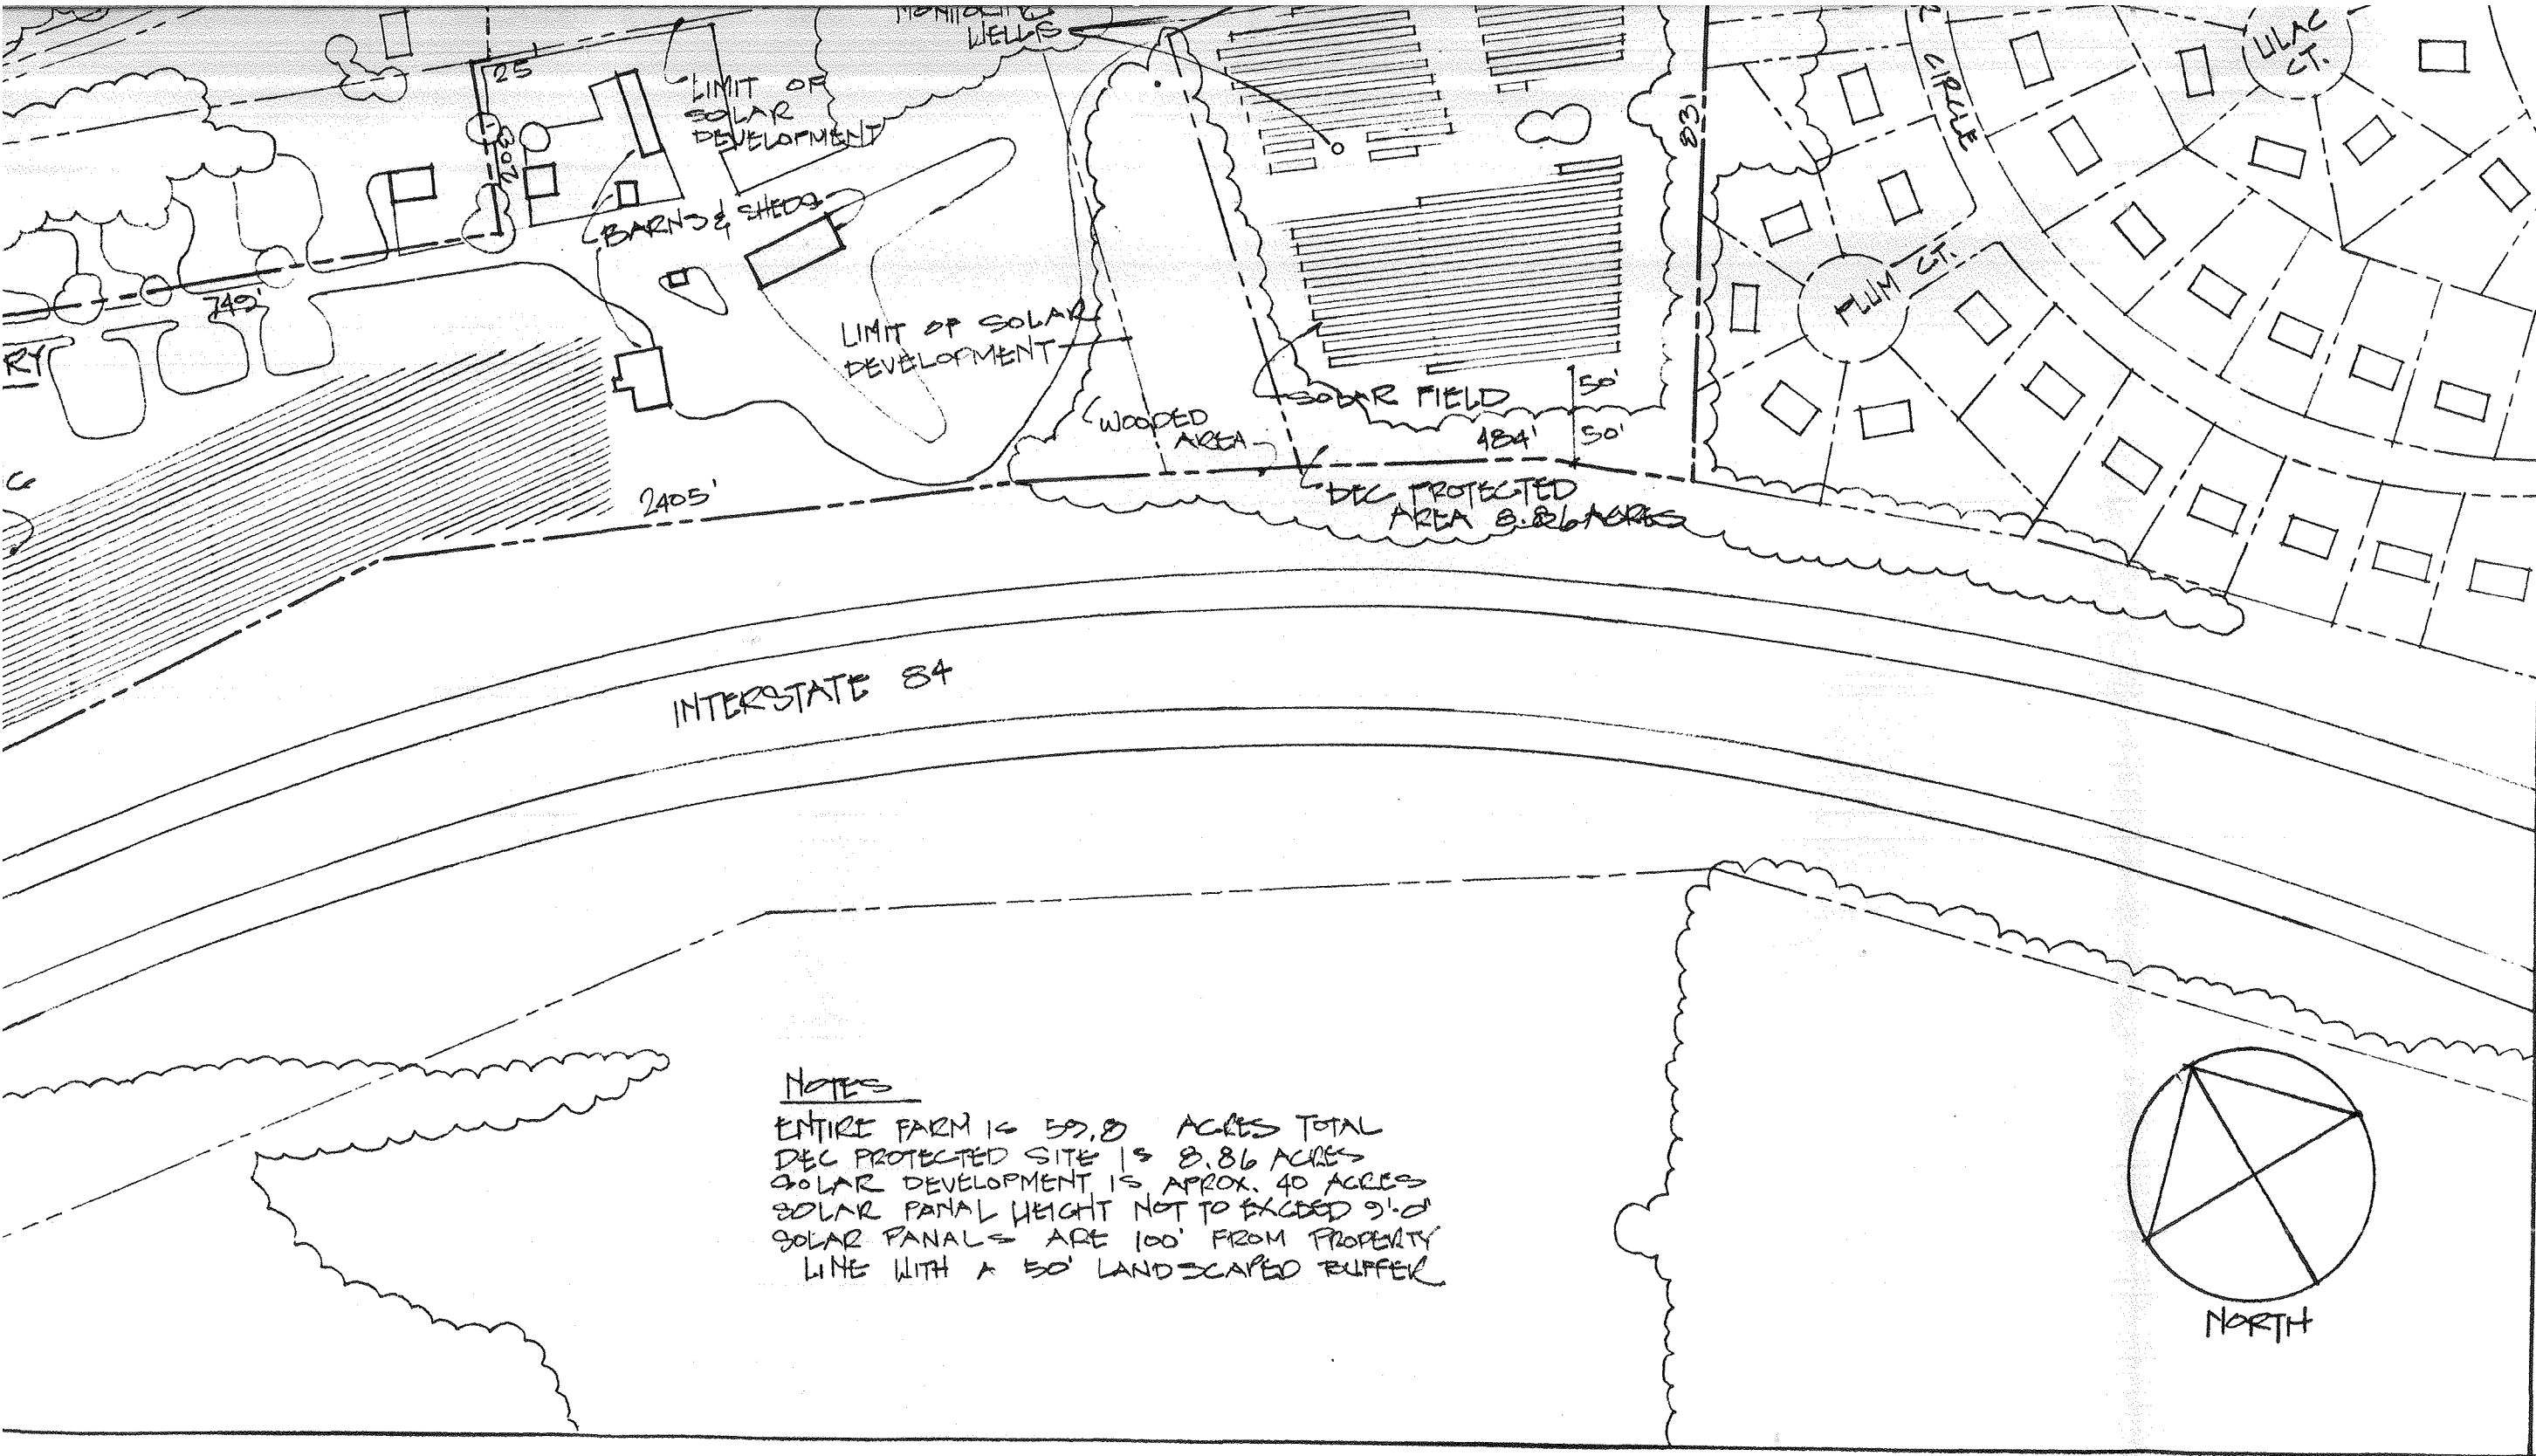 MONITORING
WELLS
25
302
LIMIT OF
SOLAR
DEVELOPMENT
BARNS & SHEDS
749'
RY
LIMIT OF SOLAR
DEVELOPMENT
WOODED
AREA
SOLAR FIELD
50'
50'
484'
DEC PROTECTED
AREA 8.86 ACRES
2405'
CIRCLE
LILAC
CT.
PLUM CT.
INTERSTATE 84
NOTES
ENTIRE FARM IS 59.8 ACRES TOTAL
DEC PROTECTED SITE IS 8.86 ACRES
SOLAR DEVELOPMENT IS APROX. 40 ACRES
SOLAR PANAL HEIGHT NOT TO EXCEED 9'-0"
SOLAR PANALS ARE 100' FROM PROPERTY
LINE WITH A 50' LANDSCAPED BUFFER
NORTH